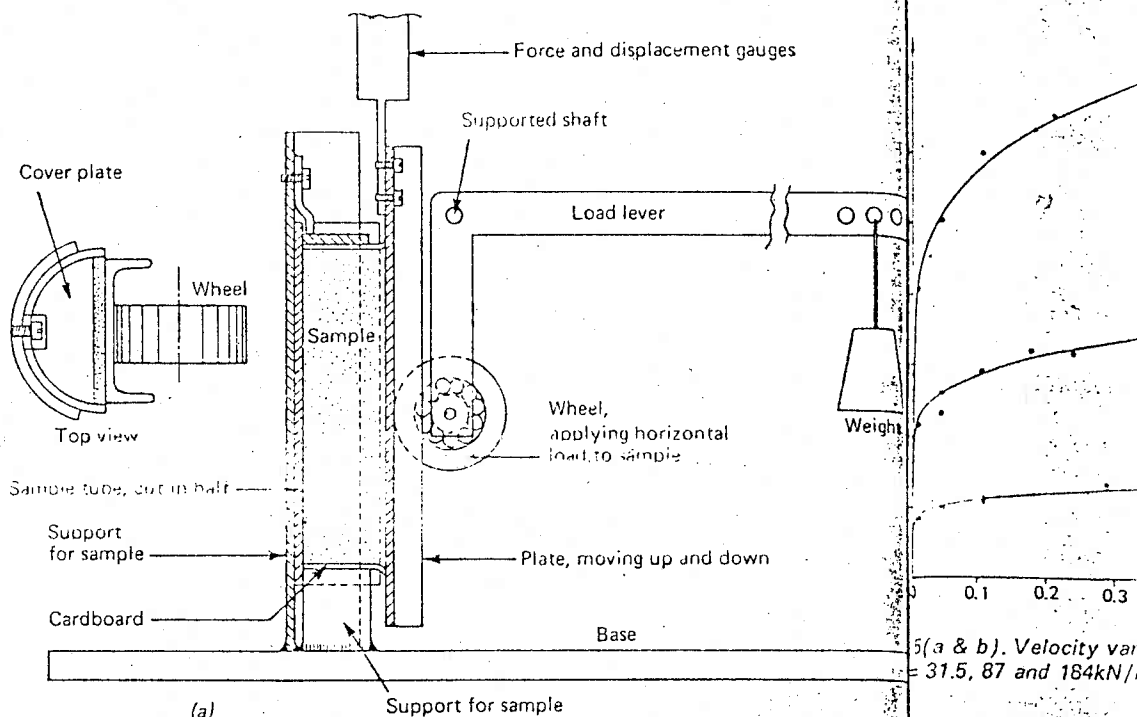 Force and displacement gauges
Supported shaft
Cover plate
Load lever
Wheel
Sample
Top view
Wheel,
applying horizontal
load to sample
Weight
Sample tube, cut in half
Support
for sample
Plate, moving up and down
Cardboard
Base
(a)
Support for sample
0.1
0.2
0.3
5(a & b). Velocity
= 31.5, 87 and 184kN/